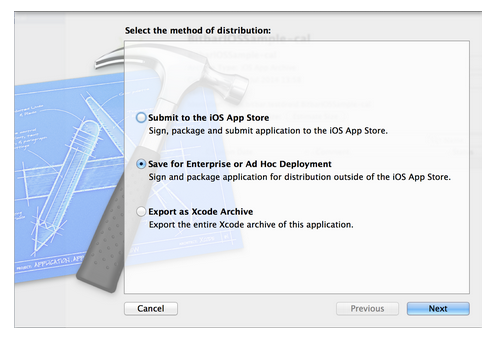 Select the method of distribution:
Submit to the iOS App Store
Sign, package and submit application to the iOS App Store.
Save for Enterprise or Ad Hoc Deployment
Sign and package application for distribution outside of the iOS App Store.
Export as Xcode Archive
Export the entire Xcode archive of this application.
Cancel
Previous
Next